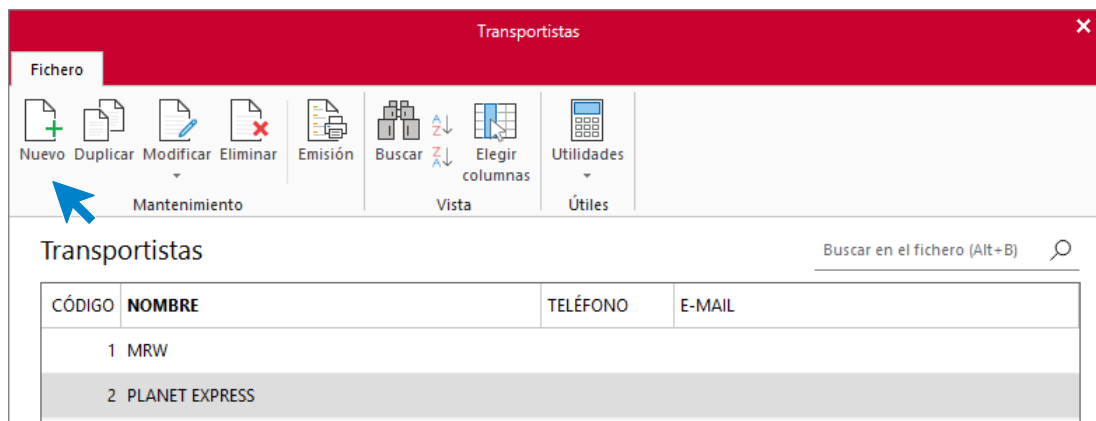 Transportistas
Fichero
Nuevo Duplicar Modificar Eliminar Emisión Buscar Elegir columnas Utilidades
Mantenimiento Vista Útiles
Transportistas Buscar en el fichero (Alt+B)
CÓDIGO NOMBRE TELÉFONO E-MAIL
1 MRW
2 PLANET EXPRESS